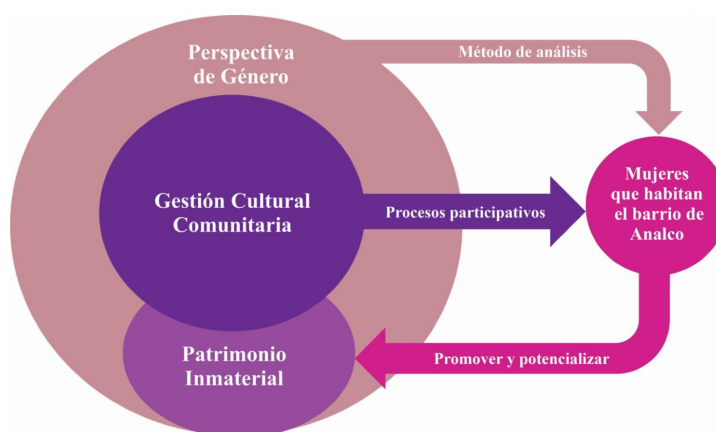 Perspectiva
de Género
Método de análisis
Gestión Cultural
Comunitaria
Procesos participativos
Mujeres
que habitan
el barrio de
Analco
Patrimonio
Inmaterial
Promover y potencializar